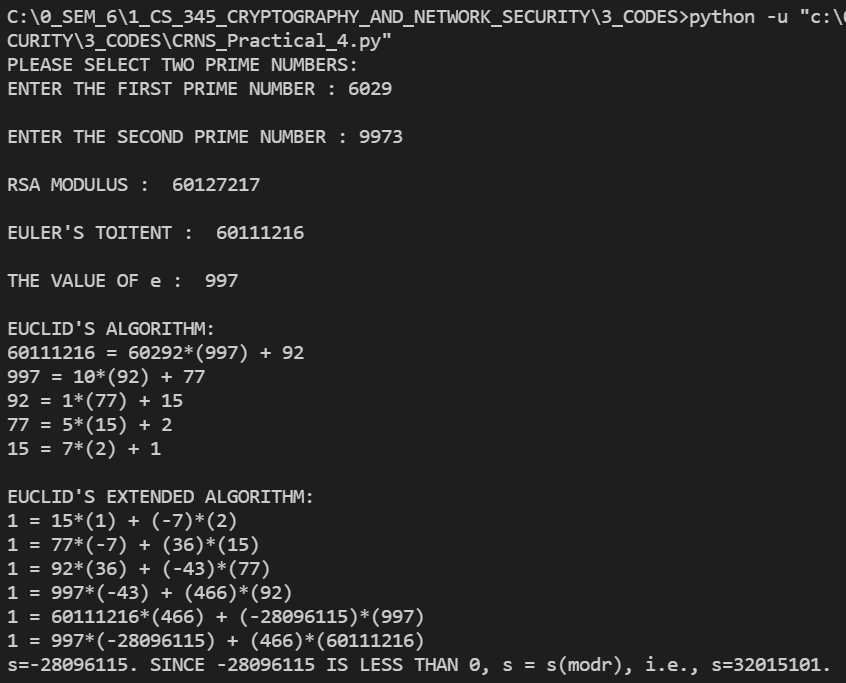 C:\0_SEM_6\1_CS_345_CRYPTOGRAPHY_AND_NETWORK_SECURITY\3_CODES>python -u "c:\
CURITY\3_CODES\CRNS_Practical_4.py"
PLEASE SELECT TWO PRIME NUMBERS:
ENTER THE FIRST PRIME NUMBER : 6029
ENTER THE SECOND PRIME NUMBER : 9973
RSA MODULUS :  60127217
EULER'S TOITENT :  60111216
THE VALUE OF e :  997
EUCLID'S ALGORITHM:
60111216 = 60292*(997) + 92
997 = 10*(92) + 77
92 = 1*(77) + 15
77 = 5*(15) + 2
15 = 7*(2) + 1
EUCLID'S EXTENDED ALGORITHM:
1 = 15*(1) + (-7)*(2)
1 = 77*(-7) + (36)*(15)
1 = 92*(36) + (-43)*(77)
1 = 997*(-43) + (466)*(92)
1 = 60111216*(466) + (-28096115)*(997)
1 = 997*(-28096115) + (466)*(60111216)
s=-28096115. SINCE -28096115 IS LESS THAN 0, s = s(modr), i.e., s=32015101.